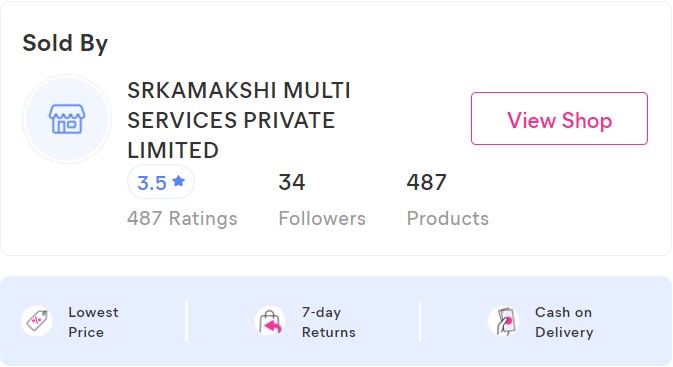 Sold By
SRKAMAKSHI MULTI
SERVICES PRIVATE
LIMITED
View Shop
3.5
34
487
487 Ratings
Followers
Products
Lowest
Price
7-day
Returns
Cash on
Delivery